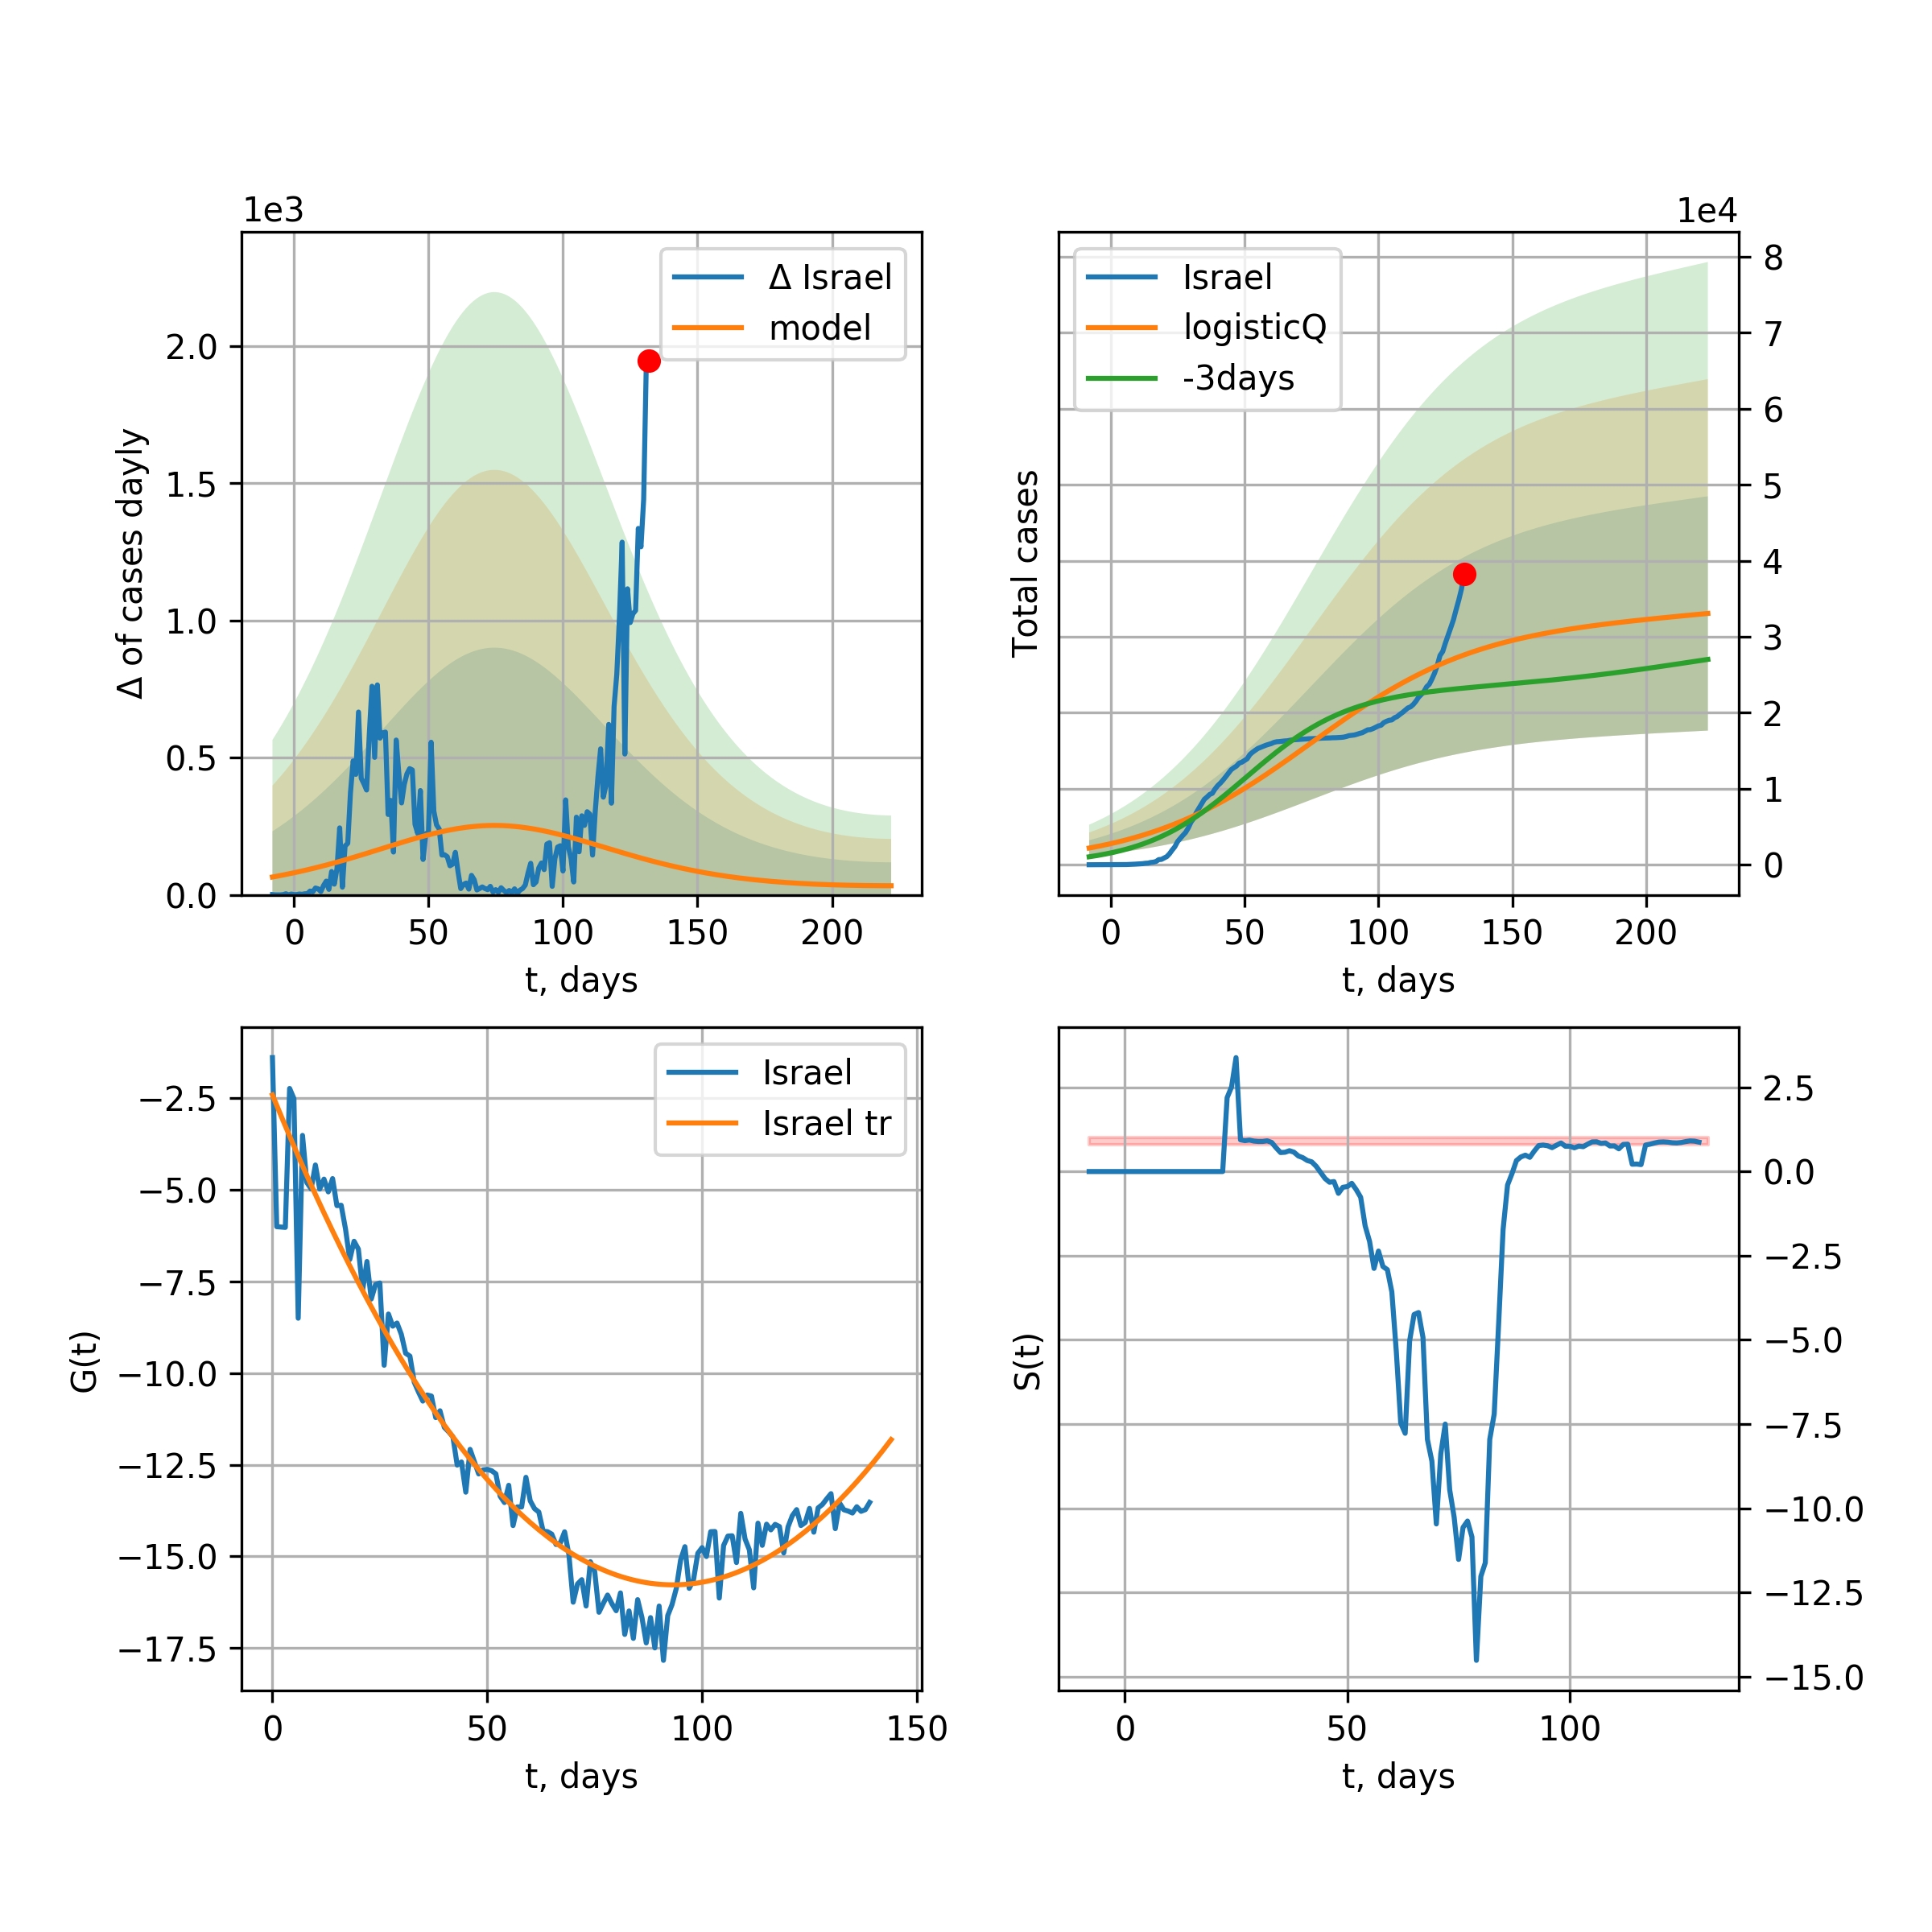 1e3
Δ of cases dayly
2.0
1.5
1.0
0.5
0.0
0 50 100 150 200
t, days
Δ Israel
model
1e4
Total cases
8
7
6
5
4
3
2
1
0
0 50 100 150 200
t, days
Israel
logisticQ
-3days
G(t)
−2.5
−5.0
−7.5
−10.0
−12.5
−15.0
−17.5
0 50 100 150
t, days
Israel
Israel tr
S(t)
2.5
0.0
−2.5
−5.0
−7.5
−10.0
−12.5
−15.0
0 50 100
t, days